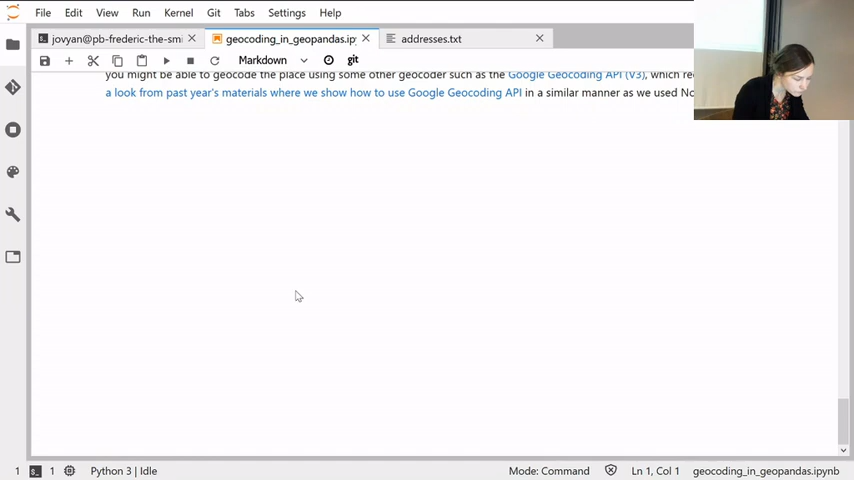 File Edit View Run Kernel Git Tabs Settings Help
jovyan@pb-frederic-the-smi geocoding_in_geopandas.ip addresses.txt
Markdown git
you might be able to geocode the place using some other geocoder such as the Google Geocoding API (V3), which re
a look from past year's materials where we show how to use Google Geocoding API in a similar manner as we used No
1 1 Python 3 | Idle Mode: Command Ln 1, Col 1 geocoding_in_geopandas.ipynb